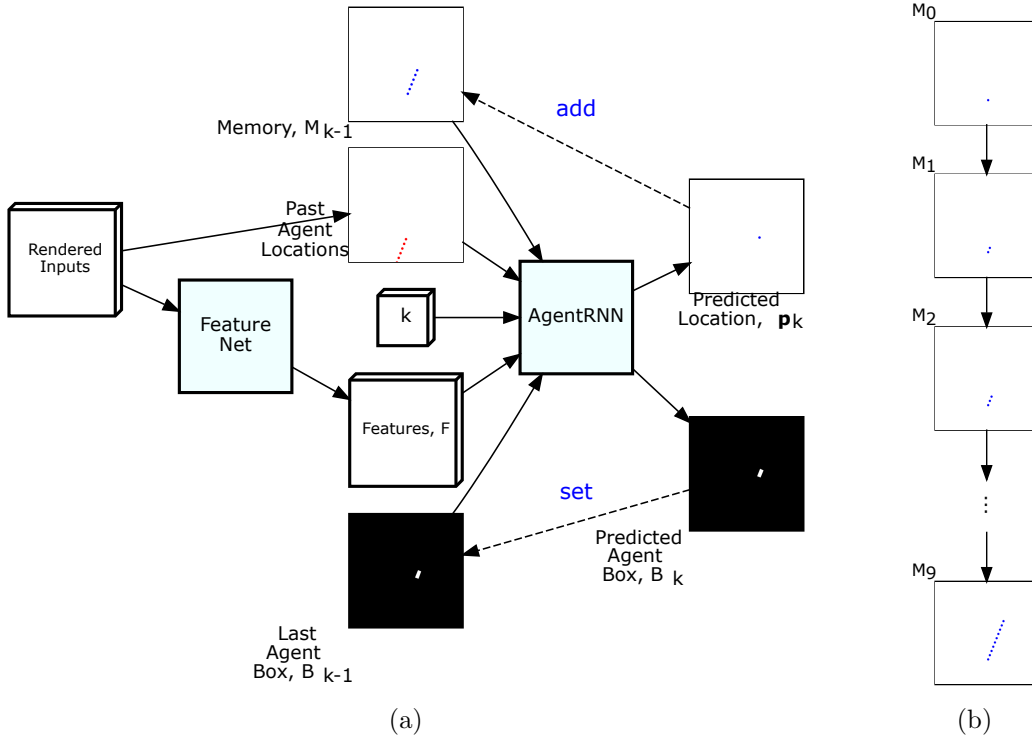 Memory, M k-1
add
Past
Agent
Locations
Rendered
Inputs
Feature
Net
k
AgentRNN
Predicted
Location, pk
Features, F
set
Predicted
Agent
Box, B k
Last
Agent
Box, B k-1
(a)
M0
M1
M2
...
M9
(b)